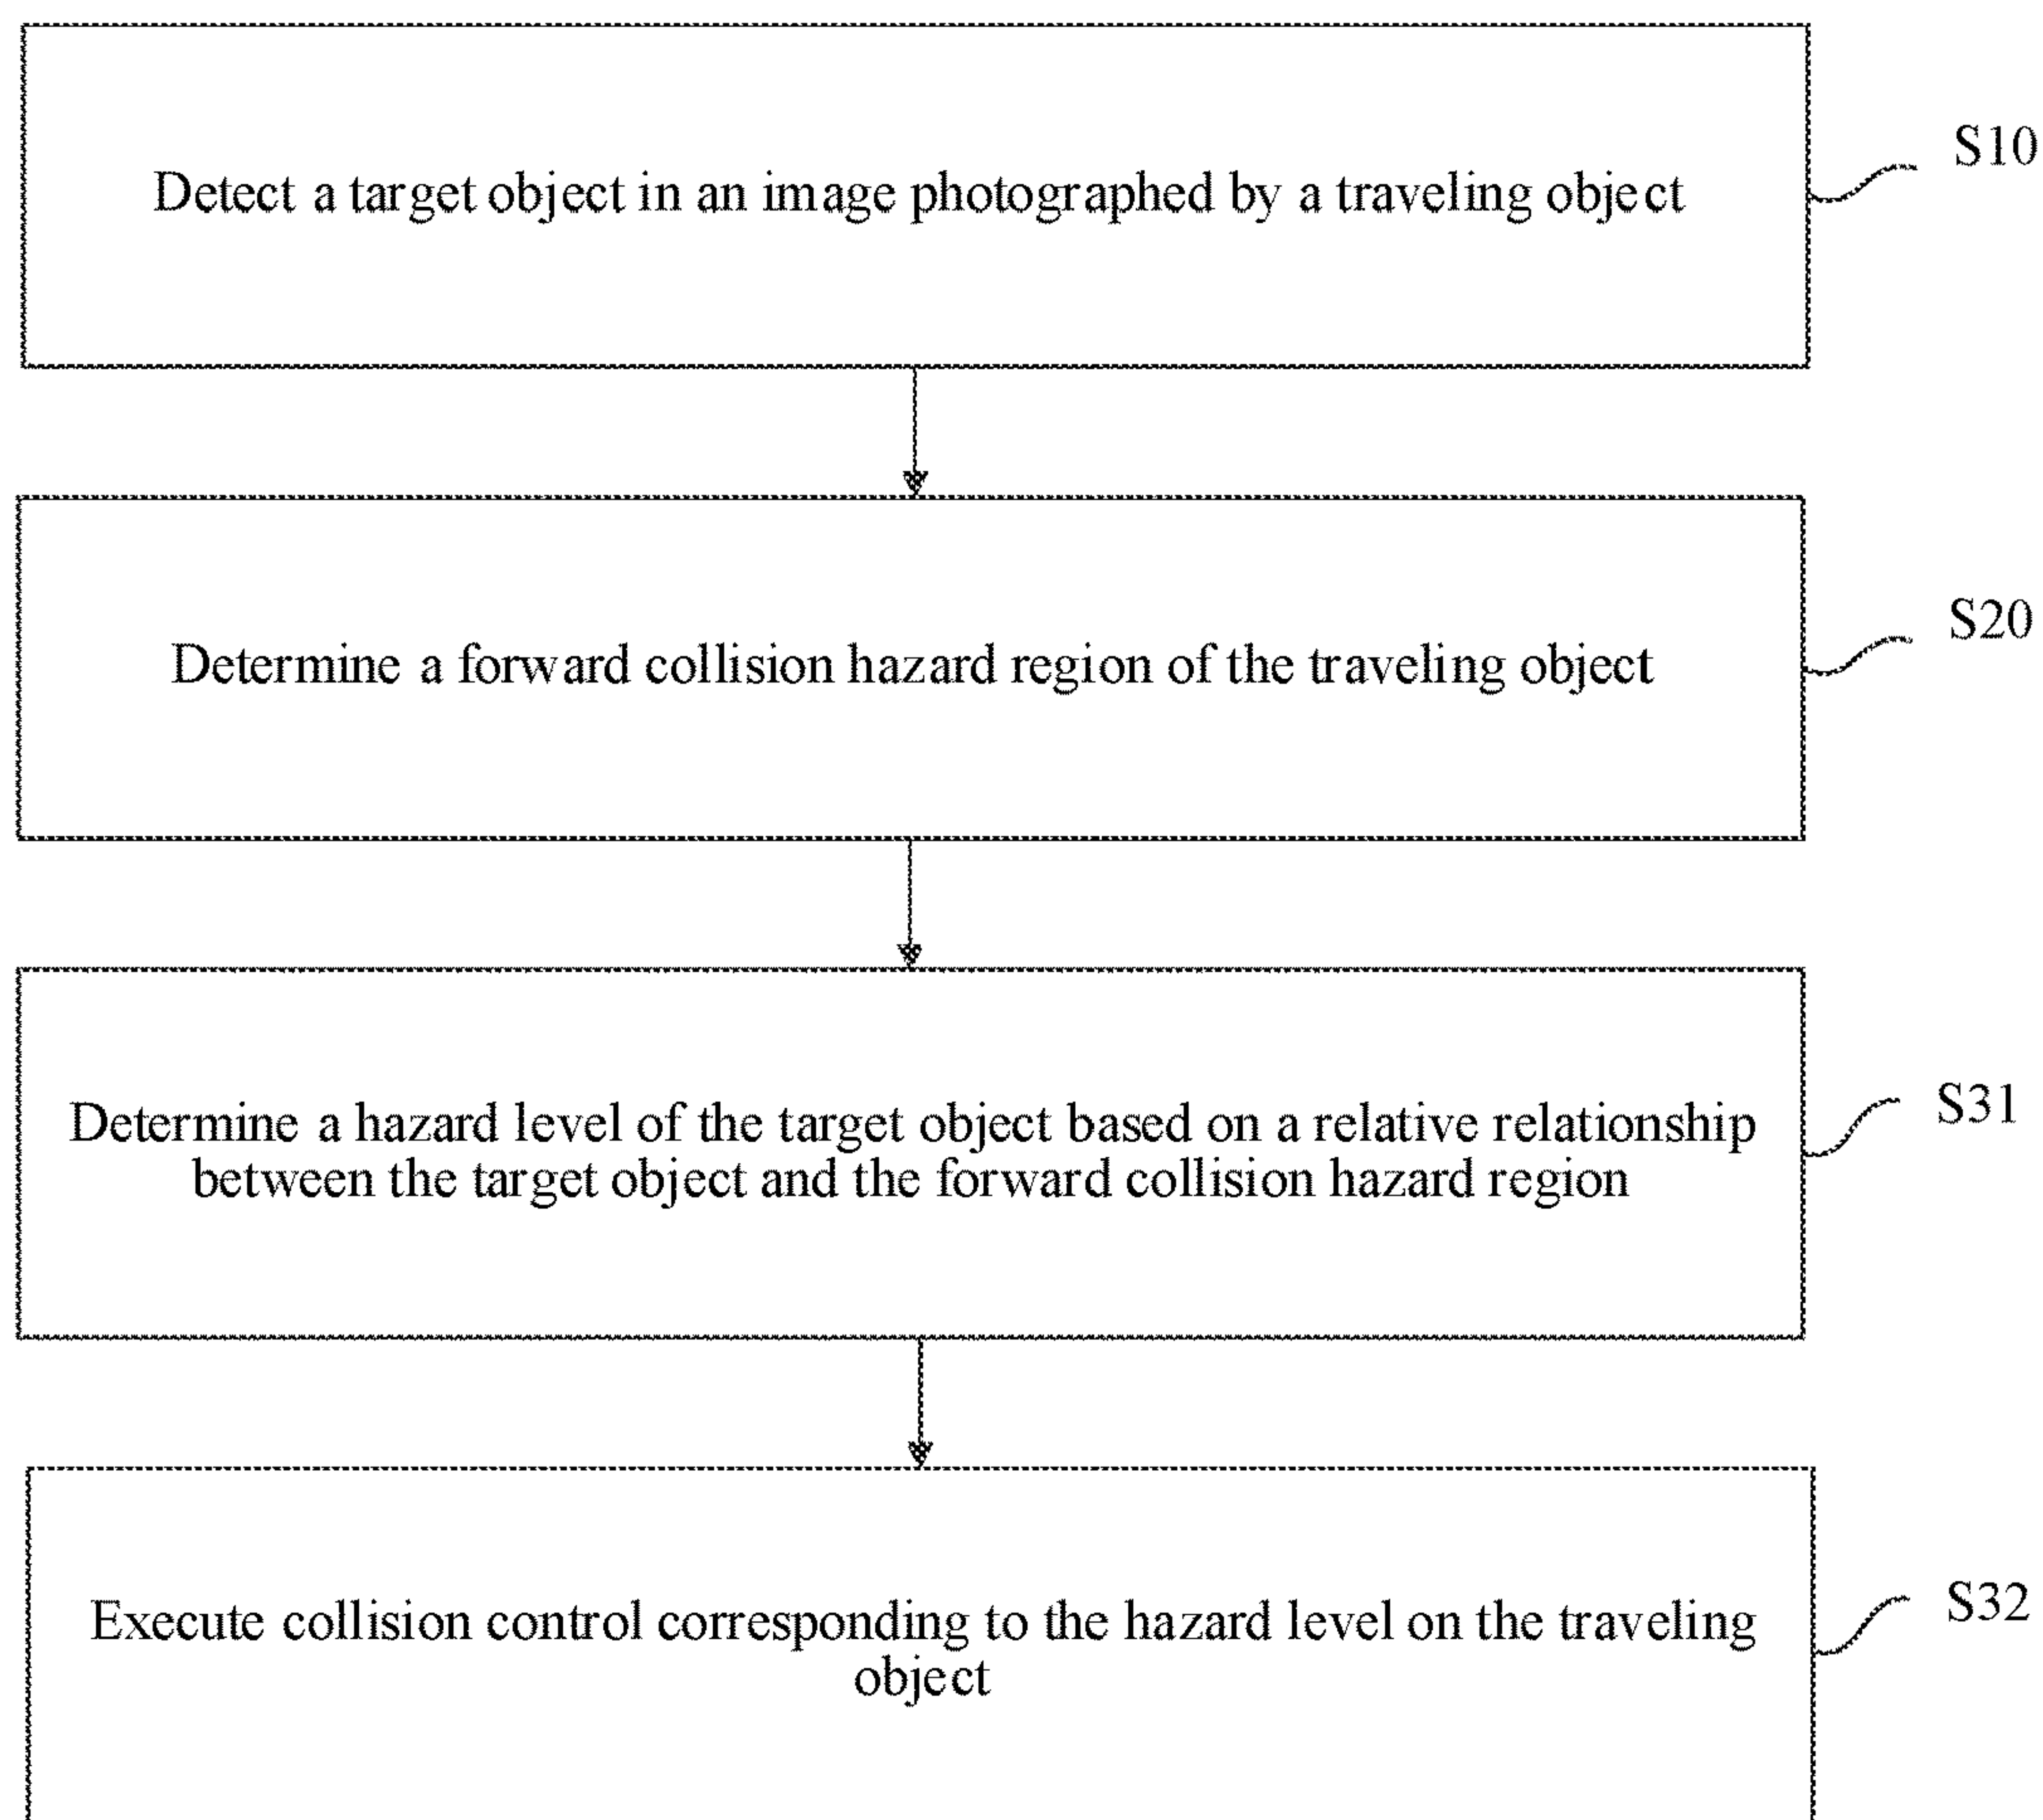 Detect a target object in an image photographed by a traveling object
S10
Determine a forward collision hazard region of the traveling object
S20
Determine a hazard level of the target object based on a relative relationship
between the target object and the forward collision hazard region
S31
Execute collision control corresponding to the hazard level on the traveling
object
S32